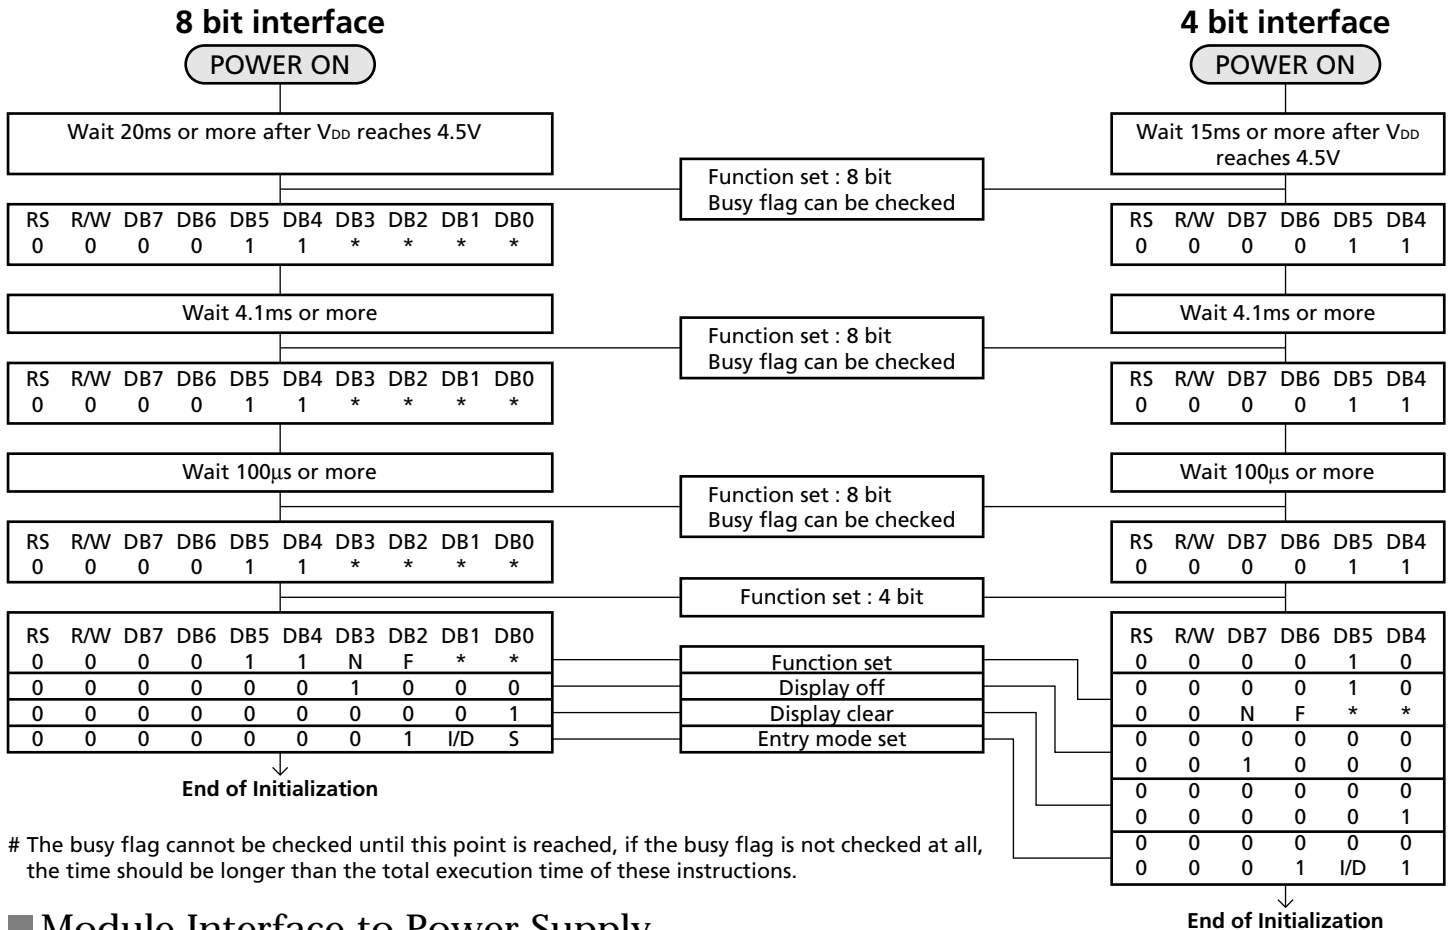 8 bit interface
POWER ON
Wait 20ms or more after VDD reaches 4.5V
RS R/W DB7 DB6 DB5 DB4 DB3 DB2 DB1 DB0
0 0 0 0 1 1 * * * *
Wait 4.1ms or more
RS R/W DB7 DB6 DB5 DB4 DB3 DB2 DB1 DB0
0 0 0 0 1 1 * * * *
Wait 100µs or more
RS R/W DB7 DB6 DB5 DB4 DB3 DB2 DB1 DB0
0 0 0 0 1 1 * * * *
RS R/W DB7 DB6 DB5 DB4 DB3 DB2 DB1 DB0
0 0 0 0 1 1 N F * *
0 0 0 0 0 0 1 0 0 0
0 0 0 0 0 0 0 0 0 1
0 0 0 0 0 0 0 1 I/D S
End of Initialization
Function set : 8 bit
Busy flag can be checked
Function set : 8 bit
Busy flag can be checked
Function set : 8 bit
Busy flag can be checked
Function set : 4 bit
Function set
Display off
Display clear
Entry mode set
4 bit interface
POWER ON
Wait 15ms or more after VDD
reaches 4.5V
RS R/W DB7 DB6 DB5 DB4
0 0 0 0 1 1
Wait 4.1ms or more
RS R/W DB7 DB6 DB5 DB4
0 0 0 0 1 1
Wait 100µs or more
RS R/W DB7 DB6 DB5 DB4
0 0 0 0 1 1
RS R/W DB7 DB6 DB5 DB4
0 0 0 0 1 0
0 0 0 0 1 0
0 0 N F * *
0 0 0 0 0 0
0 0 1 0 0 0
0 0 0 0 0 0
0 0 0 0 0 1
0 0 0 0 0 0
0 0 0 1 I/D 1
End of Initialization
# The busy flag cannot be checked until this point is reached, if the busy flag is not checked at all,
the time should be longer than the total execution time of these instructions.
Module Interface to Power Supply